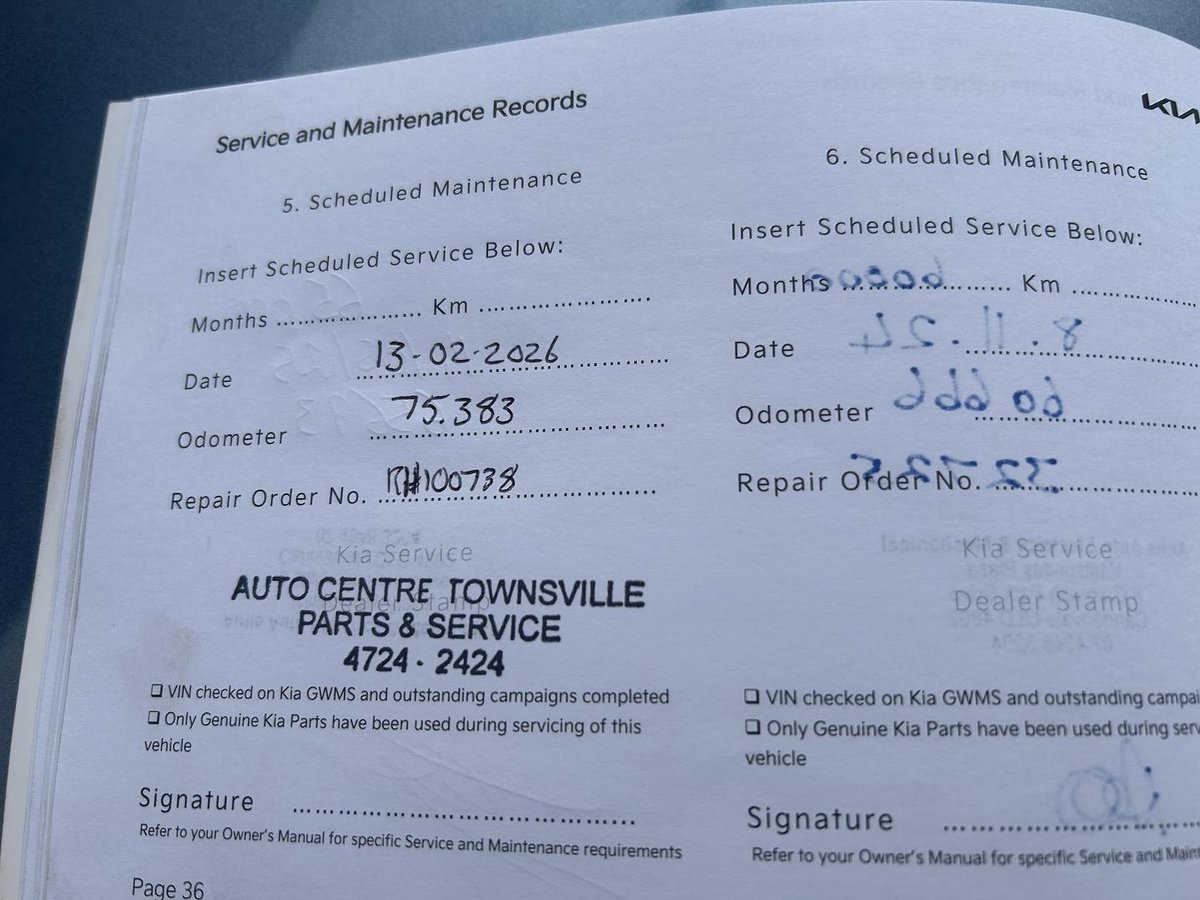 Service and Maintenance Records
KIA
5. Scheduled Maintenance
Insert Scheduled Service Below:
Months ..................... Km .........................
Date 13-02-2026
Odometer 75.383
Repair Order No. RH100738
Kia Service
Dealer Stamp
AUTO CENTRE TOWNSVILLE
PARTS & SERVICE
4724 - 2424
❑ VIN checked on Kia GWMS and outstanding campaigns completed
❑ Only Genuine Kia Parts have been used during servicing of this
vehicle
Signature ........................................
Refer to your Owner's Manual for specific Service and Maintenance requirements
Page 36
6. Scheduled Maintenance
Insert Scheduled Service Below:
Months ..................... Km .........................
Date
Odometer
Repair Order No.
Kia Service
Dealer Stamp
❑ VIN checked on Kia GWMS and outstanding
❑ Only Genuine Kia Parts have been used during
vehicle
Signature ........................................
Refer to your Owner's Manual for specific Service and